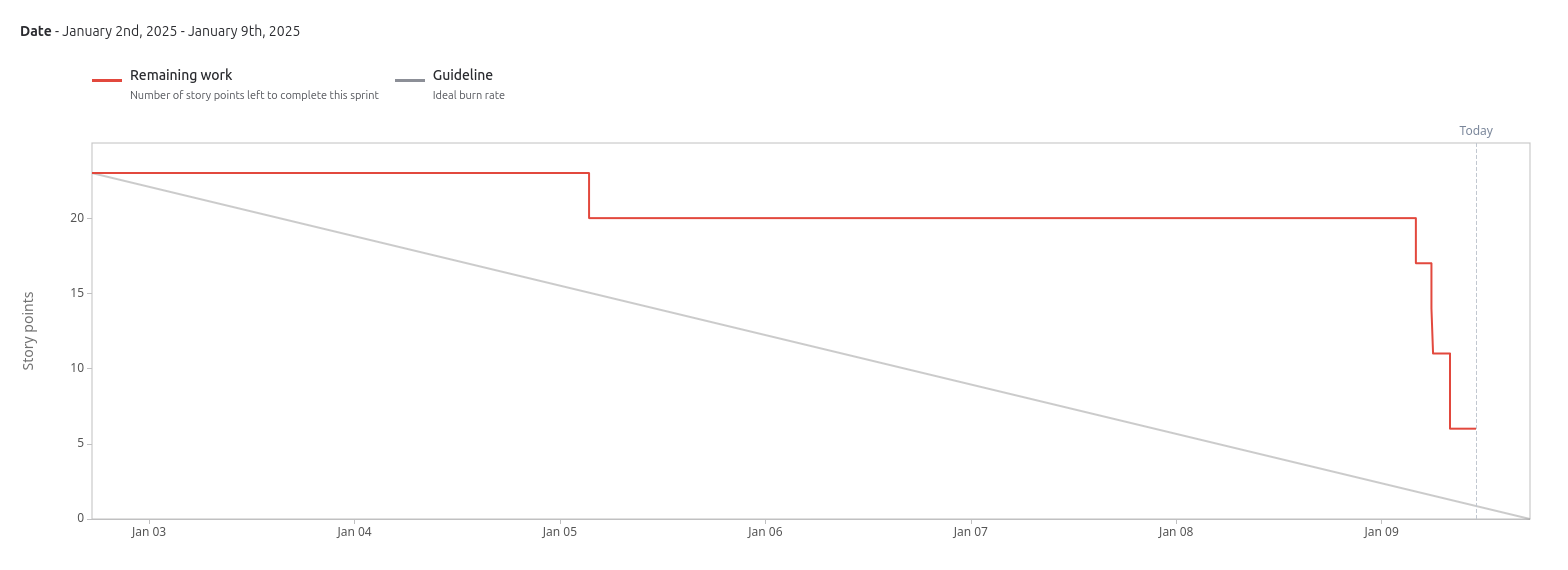 Date - January 2nd, 2025 - January 9th, 2025
Remaining work
Number of story points left to complete this sprint
Guideline
Ideal burn rate
Today
Story points
20
15
10
5
0
Jan 03
Jan 04
Jan 05
Jan 06
Jan 07
Jan 08
Jan 09